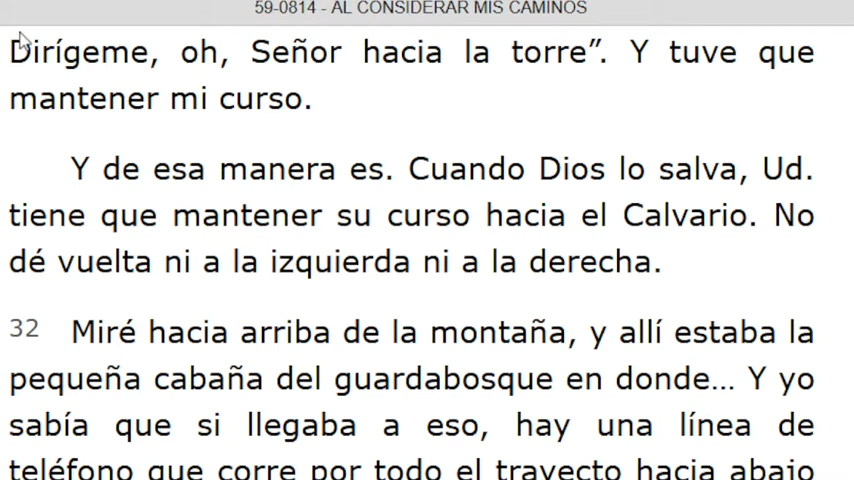 59-0814 - AL CONSIDERAR MIS CAMINOS
Dirígeme, oh, Señor hacia la torre”. Y tuve que
mantener mi curso.
Y de esa manera es. Cuando Dios lo salva, Ud.
tiene que mantener su curso hacia el Calvario. No
dé vuelta ni a la izquierda ni a la derecha.
32 Miré hacia arriba de la montaña, y allí estaba la
pequeña cabaña del guardabosque en donde... Y yo
sabía que si llegaba a eso, hay una línea de
teléfono que corre por todo el trayecto hacia abajo